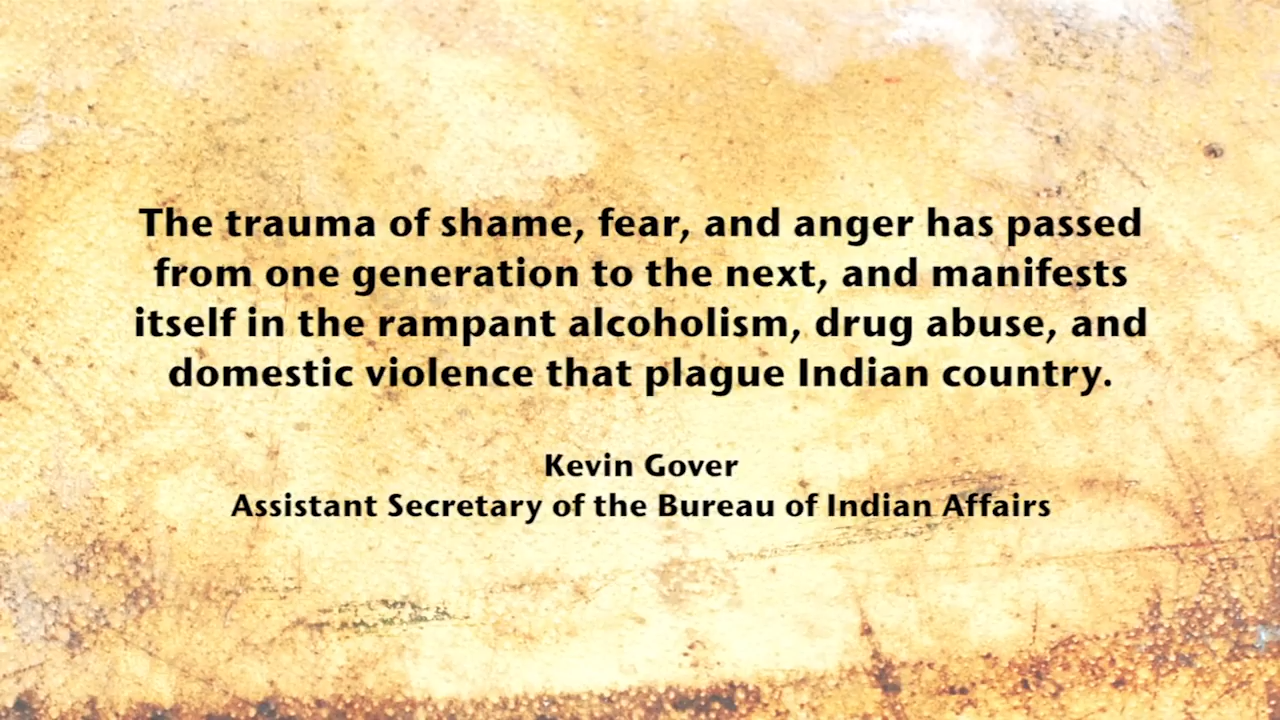 The trauma of shame, fear, and anger has passed
from one generation to the next, and manifests
itself in the rampant alcoholism, drug abuse, and
domestic violence that plague Indian country.
Kevin Gover
Assistant Secretary of the Bureau of Indian Affairs